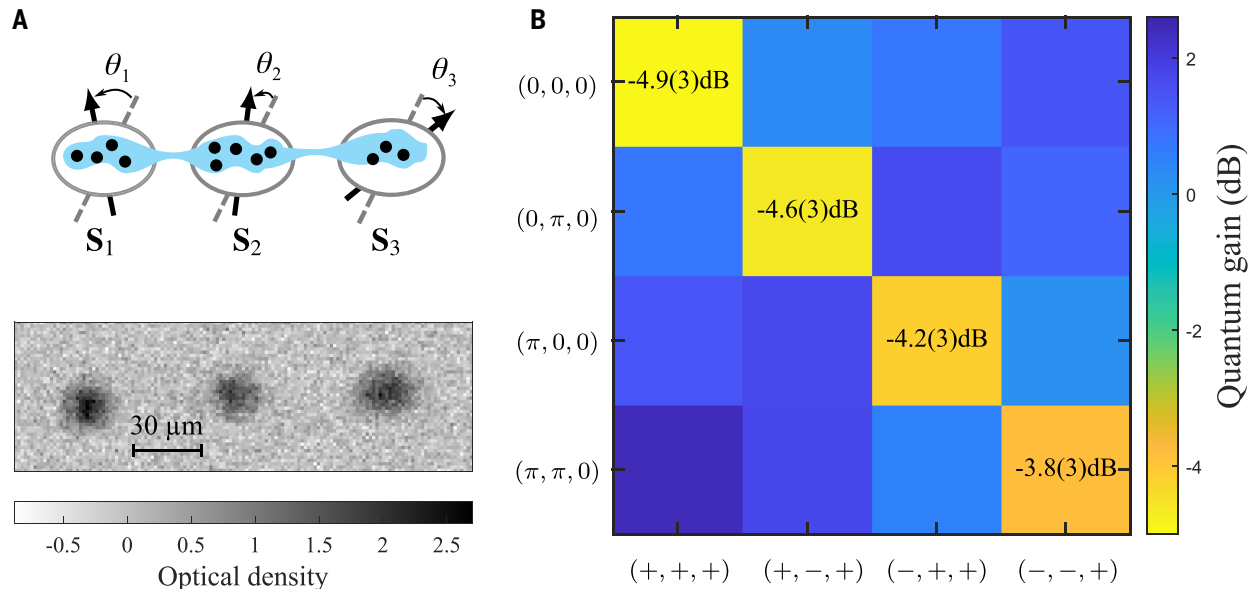 A
θ1 θ2 θ3
S1 S2 S3
30 µm
-0.5 0 0.5 1 1.5 2 2.5
Optical density
B
(0, 0, 0)
(0, π, 0)
(π, 0, 0)
(π, π, 0)
-4.9(3)dB
-4.6(3)dB
-4.2(3)dB
-3.8(3)dB
(+, +, +) (+, −, +) (−, +, +) (−, −, +)
2
0
-2
-4
Quantum gain (dB)